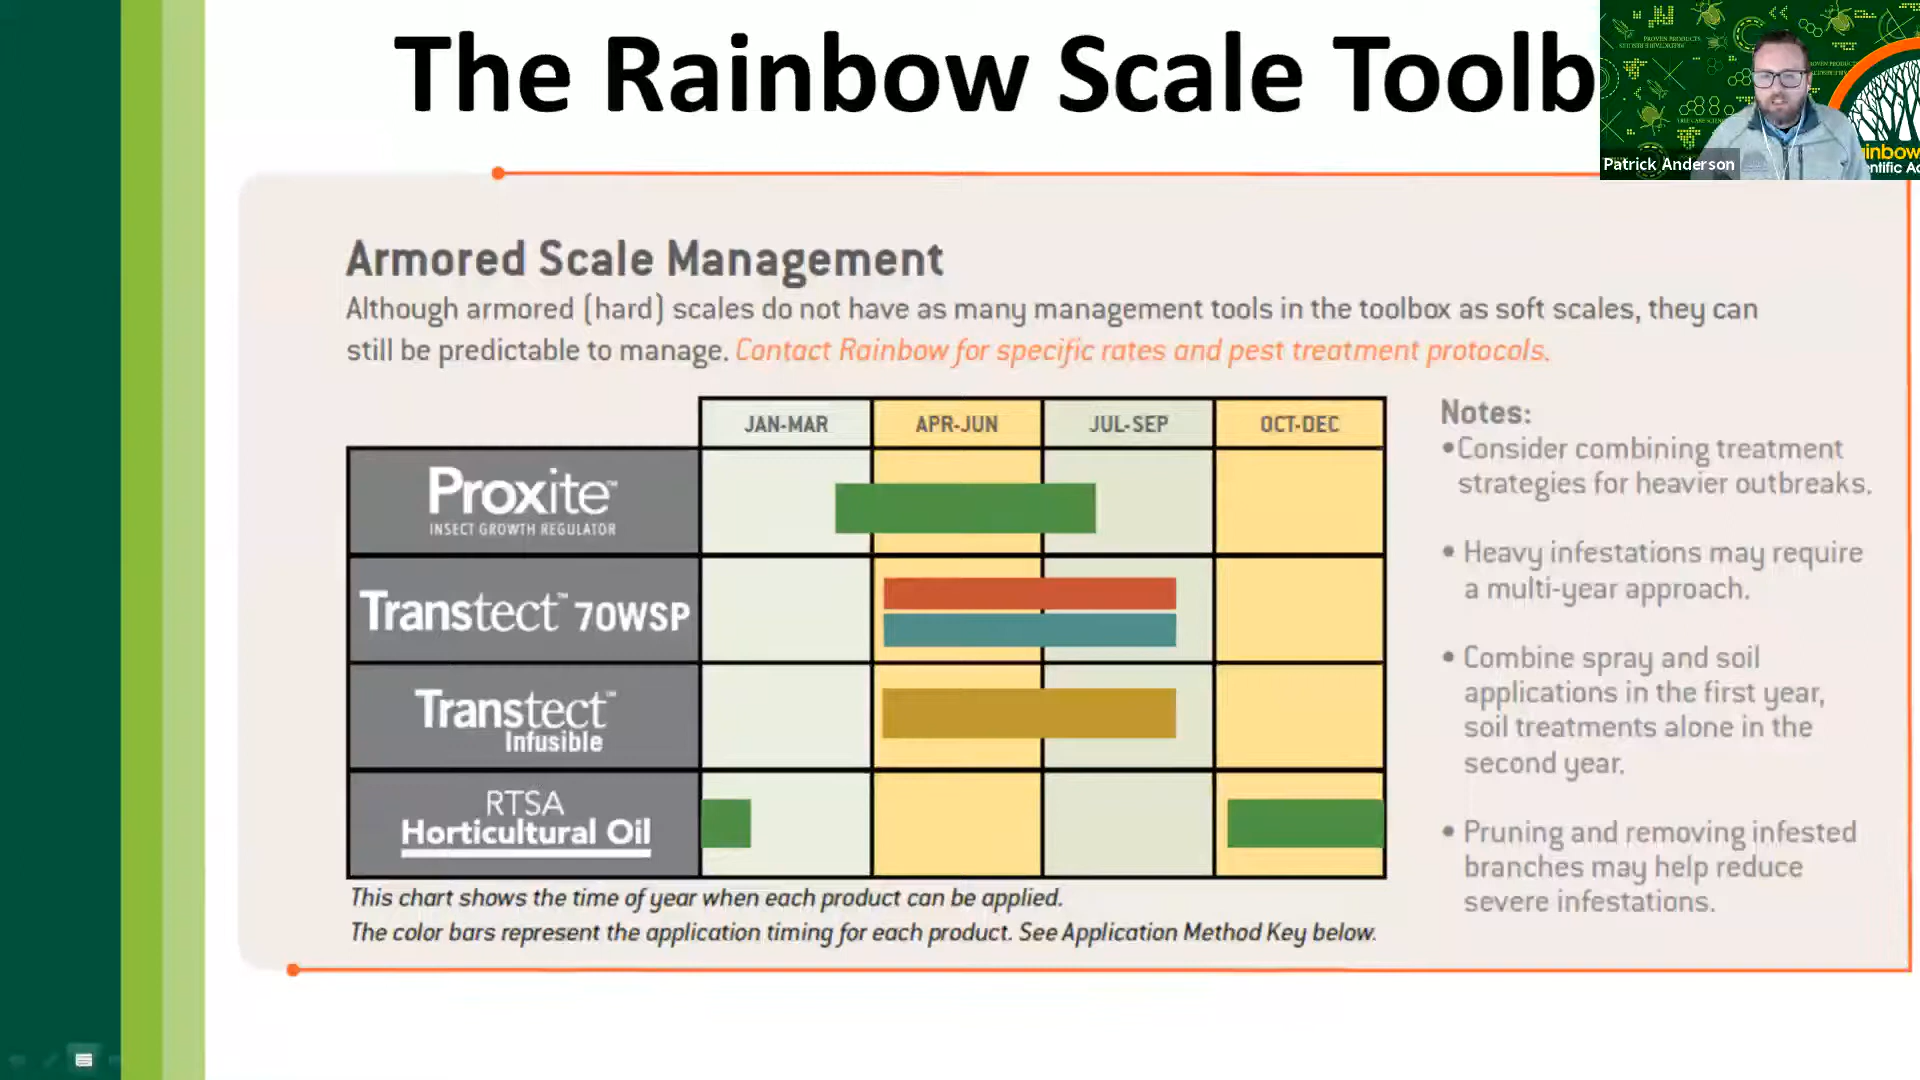 The Rainbow Scale Toolb
PROVEN PRODUCTS
Patrick Anderson
Armored Scale Management
Although armored (hard) scales do not have as many management tools in the toolbox as soft scales, they can
still be predictable to manage. Contact Rainbow for specific rates and pest treatment protocols.
JAN-MAR APR-JUN JUL-SEP OCT-DEC
Proxite™
INSECT GROWTH REGULATOR
Transtect™ 70WSP
Transtect™
Infusible
RTSA
Horticultural Oil
This chart shows the time of year when each product can be applied.
The color bars represent the application timing for each product. See Application Method Key below.
Notes:
•Consider combining treatment
strategies for heavier outbreaks.
• Heavy infestations may require
a multi-year approach.
• Combine spray and soil
applications in the first year,
soil treatments alone in the
second year.
• Pruning and removing infested
branches may help reduce
severe infestations.